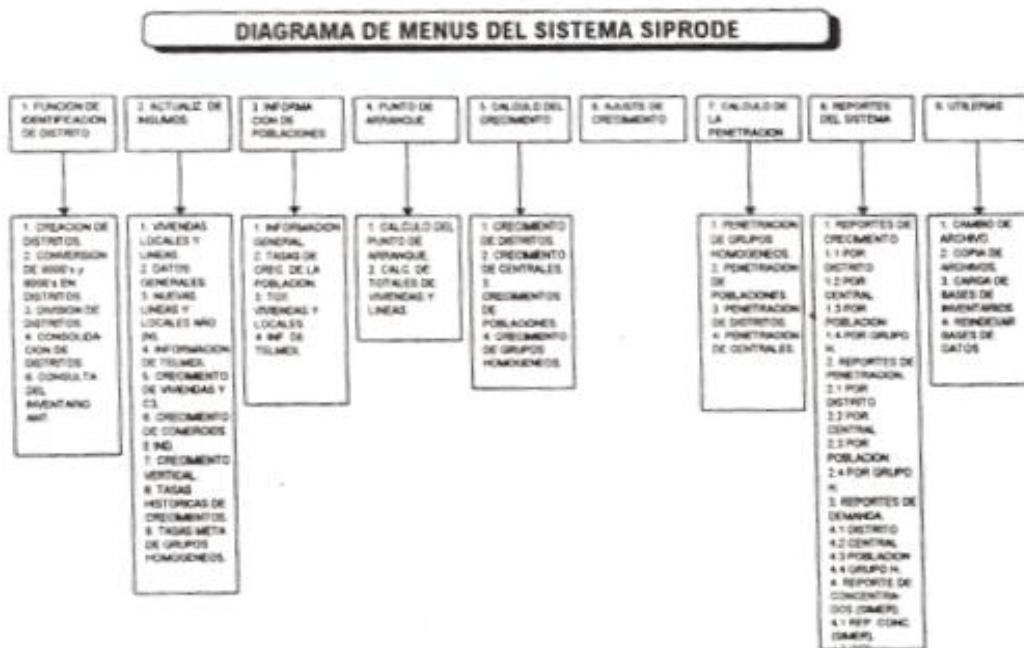 DIAGRAMA DE MENUS DEL SISTEMA SIPRODE
1. FUNCION DE
IDENTIFICACIÓN
DE DISTRITO
2. ACTUALIZ. DE
INSUMOS
3. INFORMA
CION DE
POBLACIONES
4. PUNTO DE
ARRANQUE
5. CALCULO DEL
CRECIMIENTO
6. AJUSTE DE
CRECIMIENTO
7. CALCULO DE
LA
PENETRACION
8. REPORTES
DEL SISTEMA
9. UTILERIAS
1. CREACION DE
DISTRITOS.
2. CONVERSION
DE
EN
DISTRITOS.
3. DIVISION DE
DISTRITOS.
4. CONSOLIDA-
CION DE
DISTRITOS.
CONSULTA
DEL
INVENTARIO
ANT.
1. VIVIENDAS
LOCALES Y
LINEAS.
2. DATOS
GENERALES.
3. NUEVAS
LINEAS Y
LOCALES AÑO
(N).
4. INFORMACION
DE TELMEX.
5. CRECIMIENTO
DE VIVIENDAS Y
6. CRECIMIENTO
DE COMERCIOS
E IND.
7. CRECIMIENTO
VERTICAL.
8. TASAS
HISTORICAS DE
CRECIMIENTOS.
9. TASAS META
DE GRUPOS
HOMOGENEOS.
1. INFORMACION
GENERAL.
2. TASAS DE
CREC. DE LA
POBLACION.
3. TOT.
VIVIENDAS Y
LOCALES
4. INF. DE
TELMEX.
1. CALCULO DEL
PUNTO DE
ARRANQUE.
2. CALC. DE
TOTALES DE
VIVIENDAS Y
LINEAS.
1. CRECIMIENTO
DE DISTRITOS.
2. CRECIMIENTO
DE CENTRALES.
3.
CRECIMIENTOS
DE
POBLACIONES.
4. CRECIMIENTO
DE GRUPOS
HOMOGENEOS.
1. PENETRACION
DE GRUPOS
HOMOGENEOS.
2. PENETRACION
DE
POBLACIONES.
3. PENETRACION
DE DISTRITOS.
4. PENETRACION
DE CENTRALES.
1. REPORTES DE
CRECIMIENTO
1.1 POR
DISTRITO
1.2 POR
CENTRAL
1.3 POR
POBLACION
1.4 POR GRUPO
H.
2. REPORTES DE
PENETRACION.
2.1 POR
DISTRITO
2.2 POR
CENTRAL
2.3 POR
POBLACION
2.4 POR GRUPO
H.
3. REPORTES DE
DEMANDA.
4.1 DISTRITO
4.2 CENTRAL
4.3 POBLACION
4.4 GRUPO H.
4. REPORTE DE
CONCENTRA-
DOS (SIMER).
4.1 REP. CONC.
(SIMER).
1. CAMBIO DE
ARCHIVO.
2. COPIA DE
ARCHIVOS.
3. CARGA DE
BASES DE
INVENTARIOS
4. REINDEXAR
BASES DE
DATOS